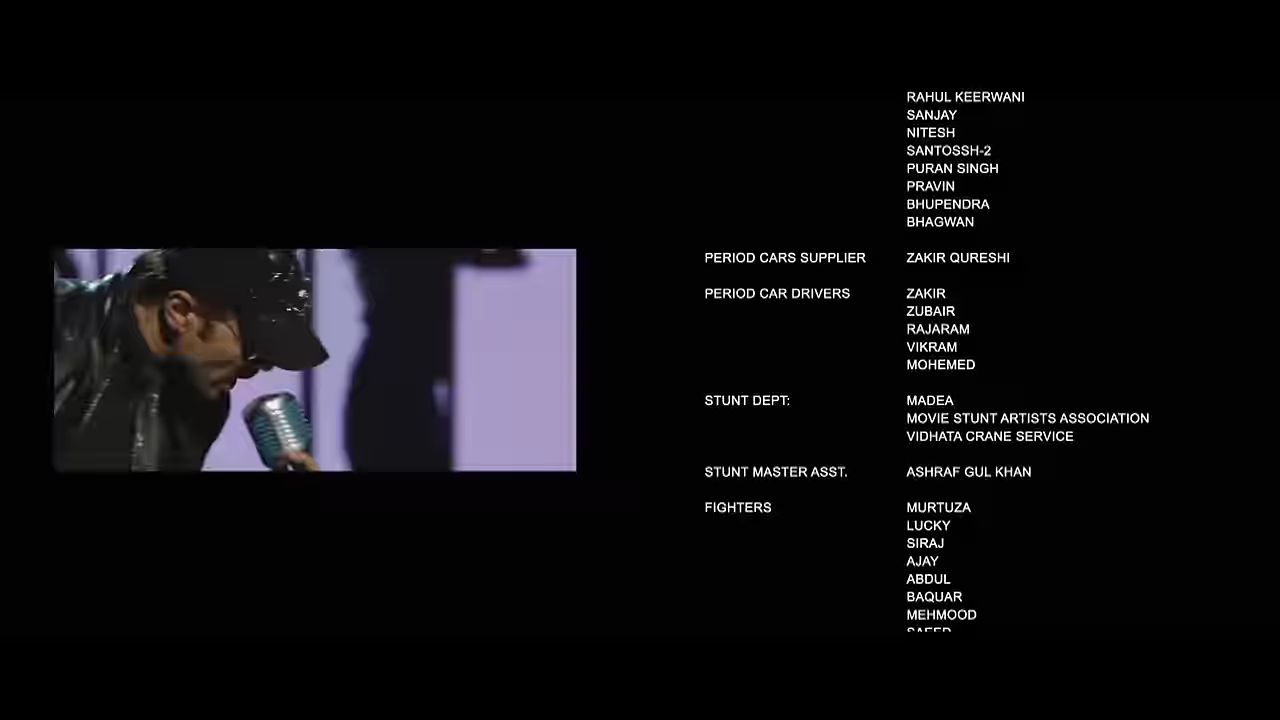 RAHUL KEERWANI
SANJAY
NITESH
SANTOSSH-2
PURAN SINGH
PRAVIN
BHUPENDRA
BHAGWAN
PERIOD CARS SUPPLIER ZAKIR QURESHI
PERIOD CAR DRIVERS ZAKIR
ZUBAIR
RAJARAM
VIKRAM
MOHEMED
STUNT DEPT: MADEA
MOVIE STUNT ARTISTS ASSOCIATION
VIDHATA CRANE SERVICE
STUNT MASTER ASST. ASHRAF GUL KHAN
FIGHTERS MURTUZA
LUCKY
SIRAJ
AJAY
ABDUL
BAQUAR
MEHMOOD